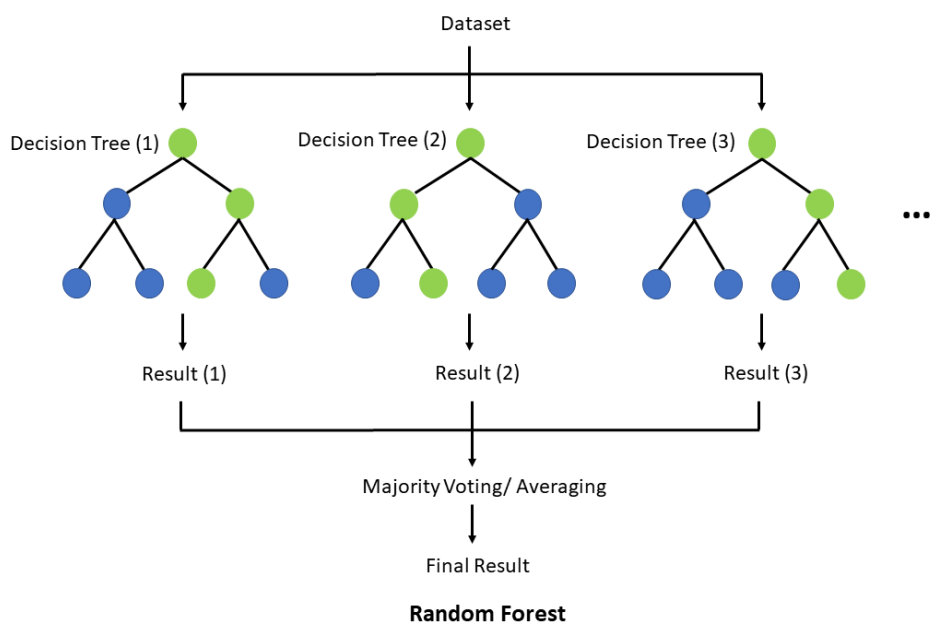 Dataset
Decision Tree (1)
Decision Tree (2)
Decision Tree (3)
...
Result (1)
Result (2)
Result (3)
Majority Voting/ Averaging
Final Result
Random Forest